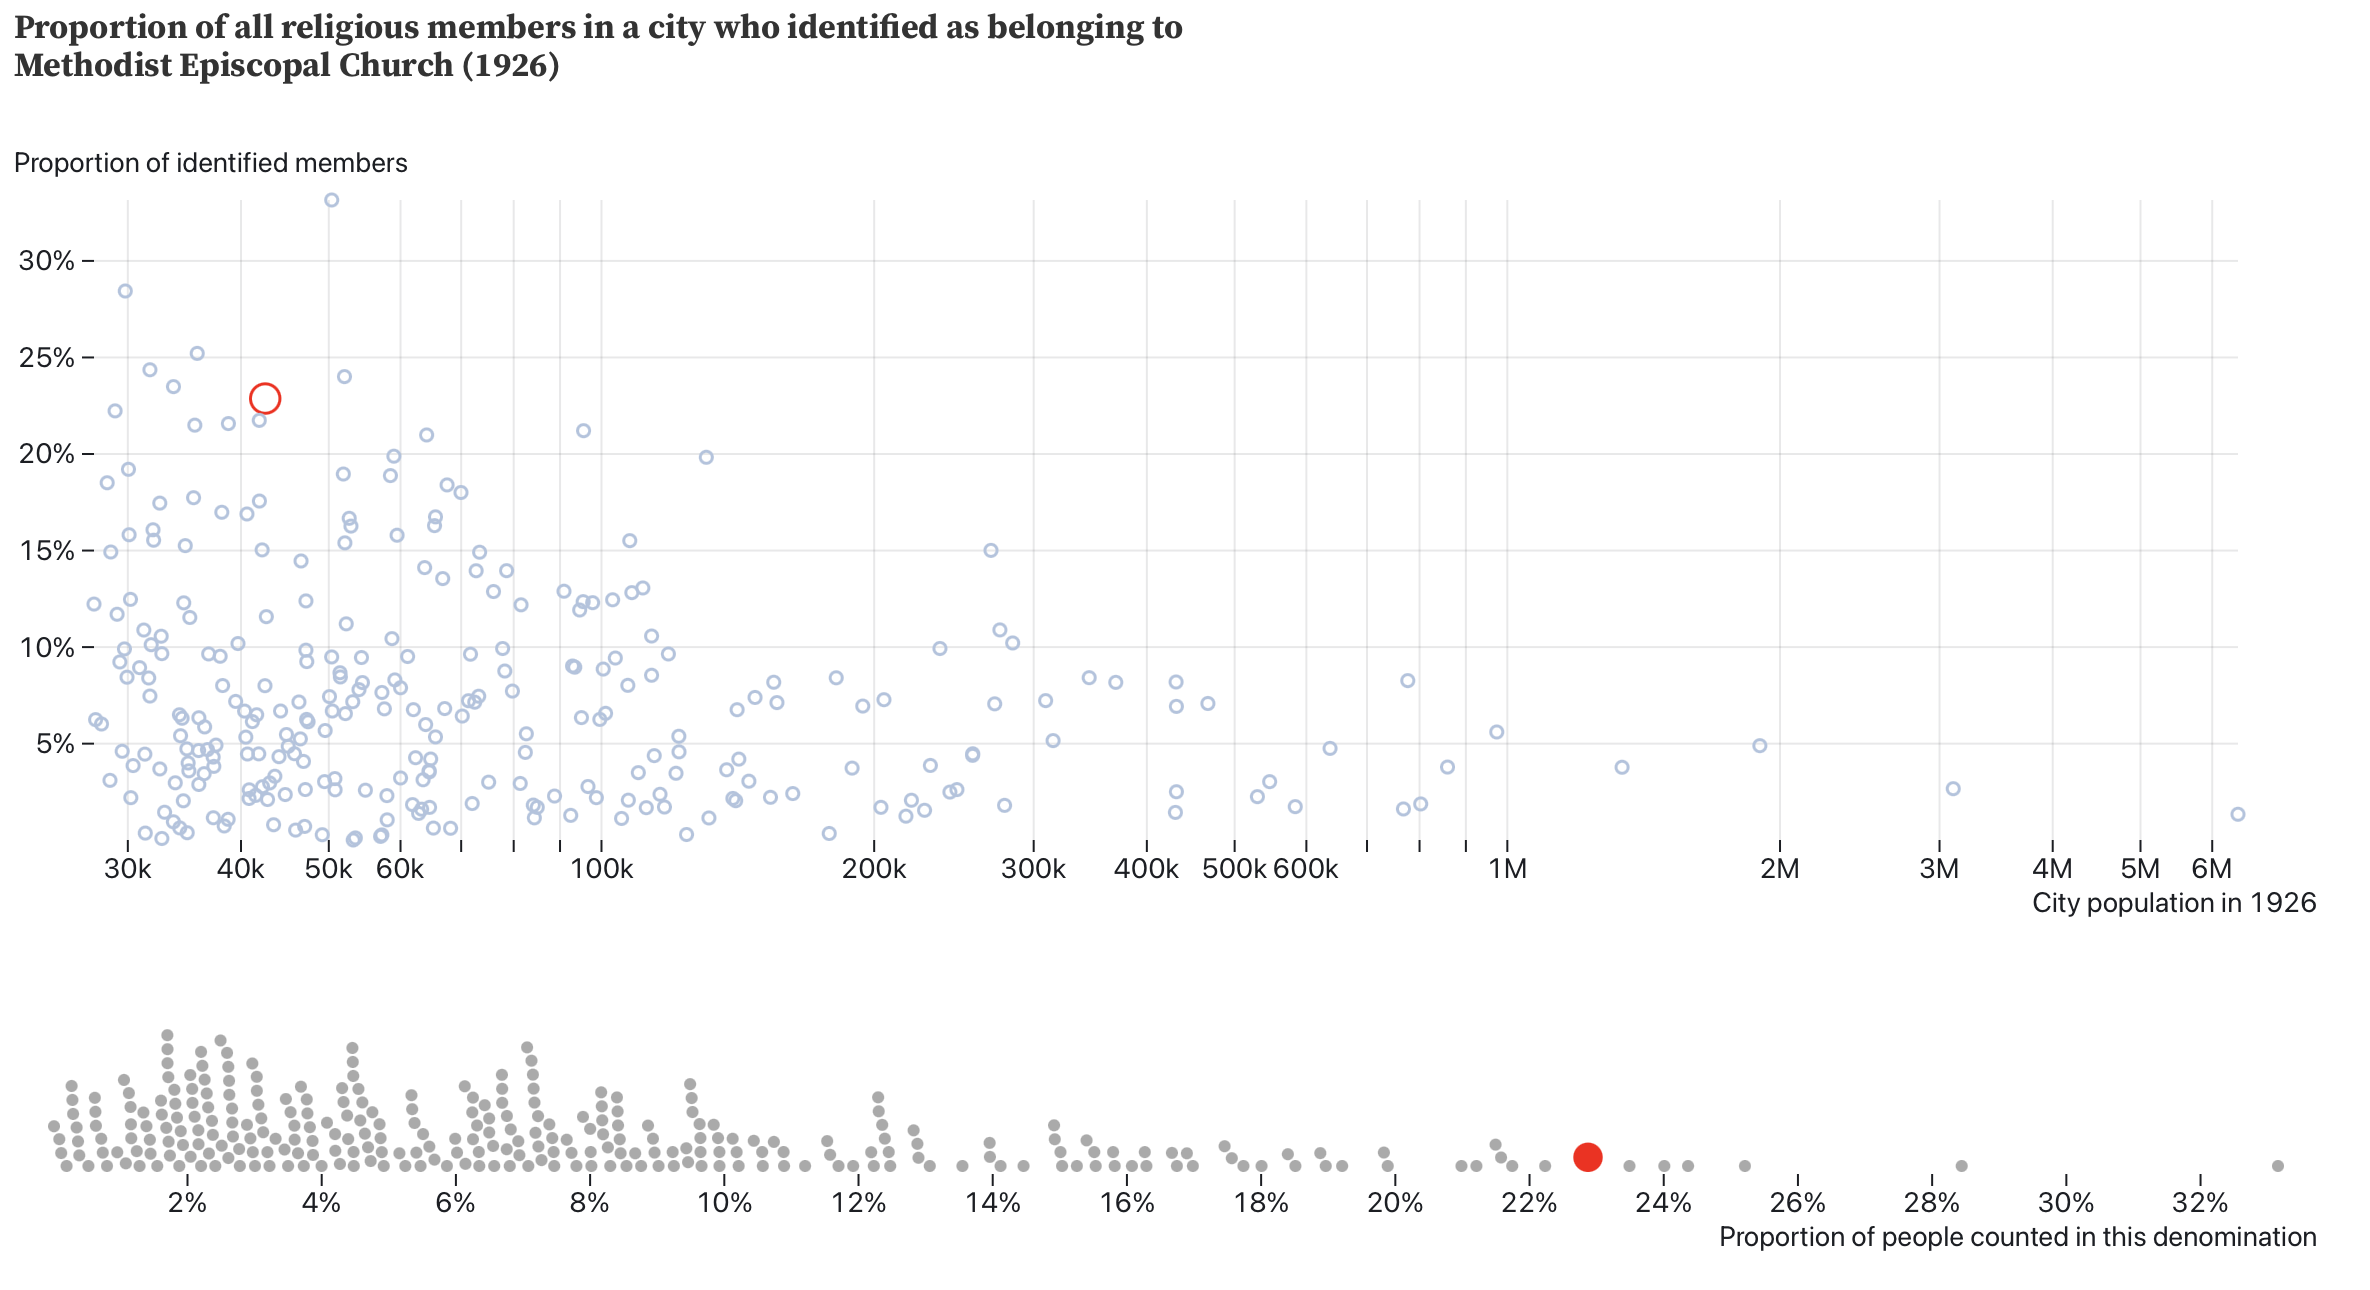 Proportion of all religious members in a city who identified as belonging to
Methodist Episcopal Church (1926)
Proportion of identified members
30%
25%
20%
15%
10%
5%
30k 40k 50k 60k 100k 200k 300k 400k 500k 600k 1M 2M 3M 4M 5M 6M
City population in 1926
2% 4% 6% 8% 10% 12% 14% 16% 18% 20% 22% 24% 26% 28% 30% 32%
Proportion of people counted in this denomination